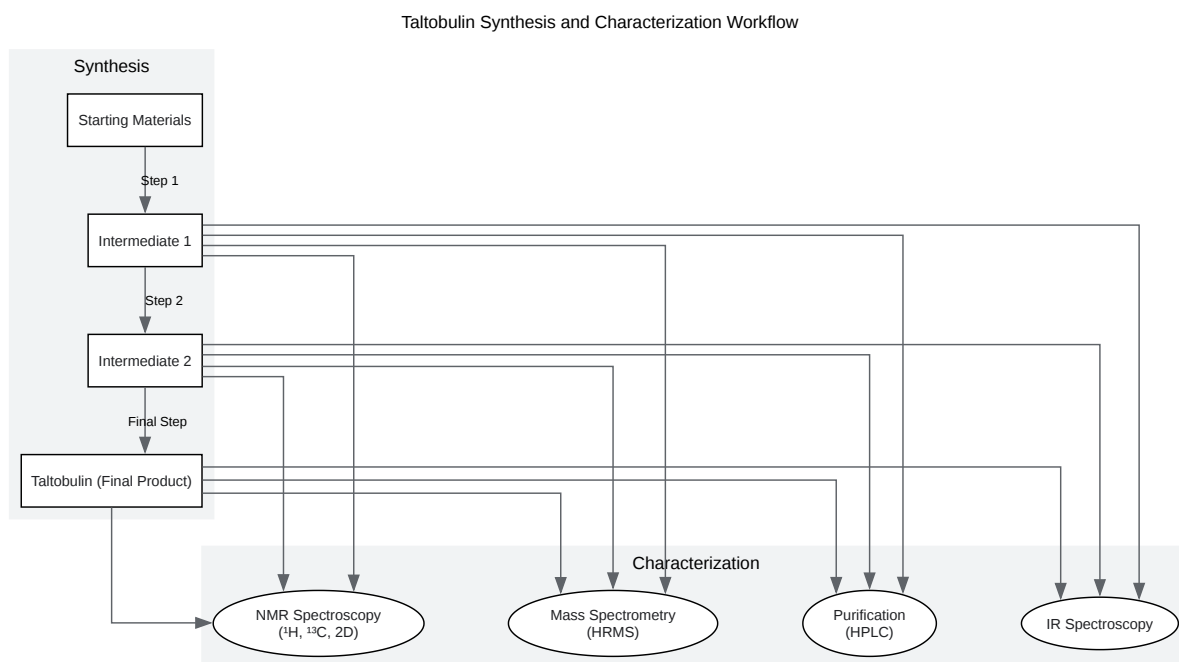 Taltobulin Synthesis and Characterization Workflow
Synthesis
Starting Materials
Step 1
Intermediate 1
Step 2
Intermediate 2
Final Step
Taltobulin (Final Product)
Characterization
NMR Spectroscopy
(¹H, ¹³C, 2D)
Mass Spectrometry
(HRMS)
Purification
(HPLC)
IR Spectroscopy